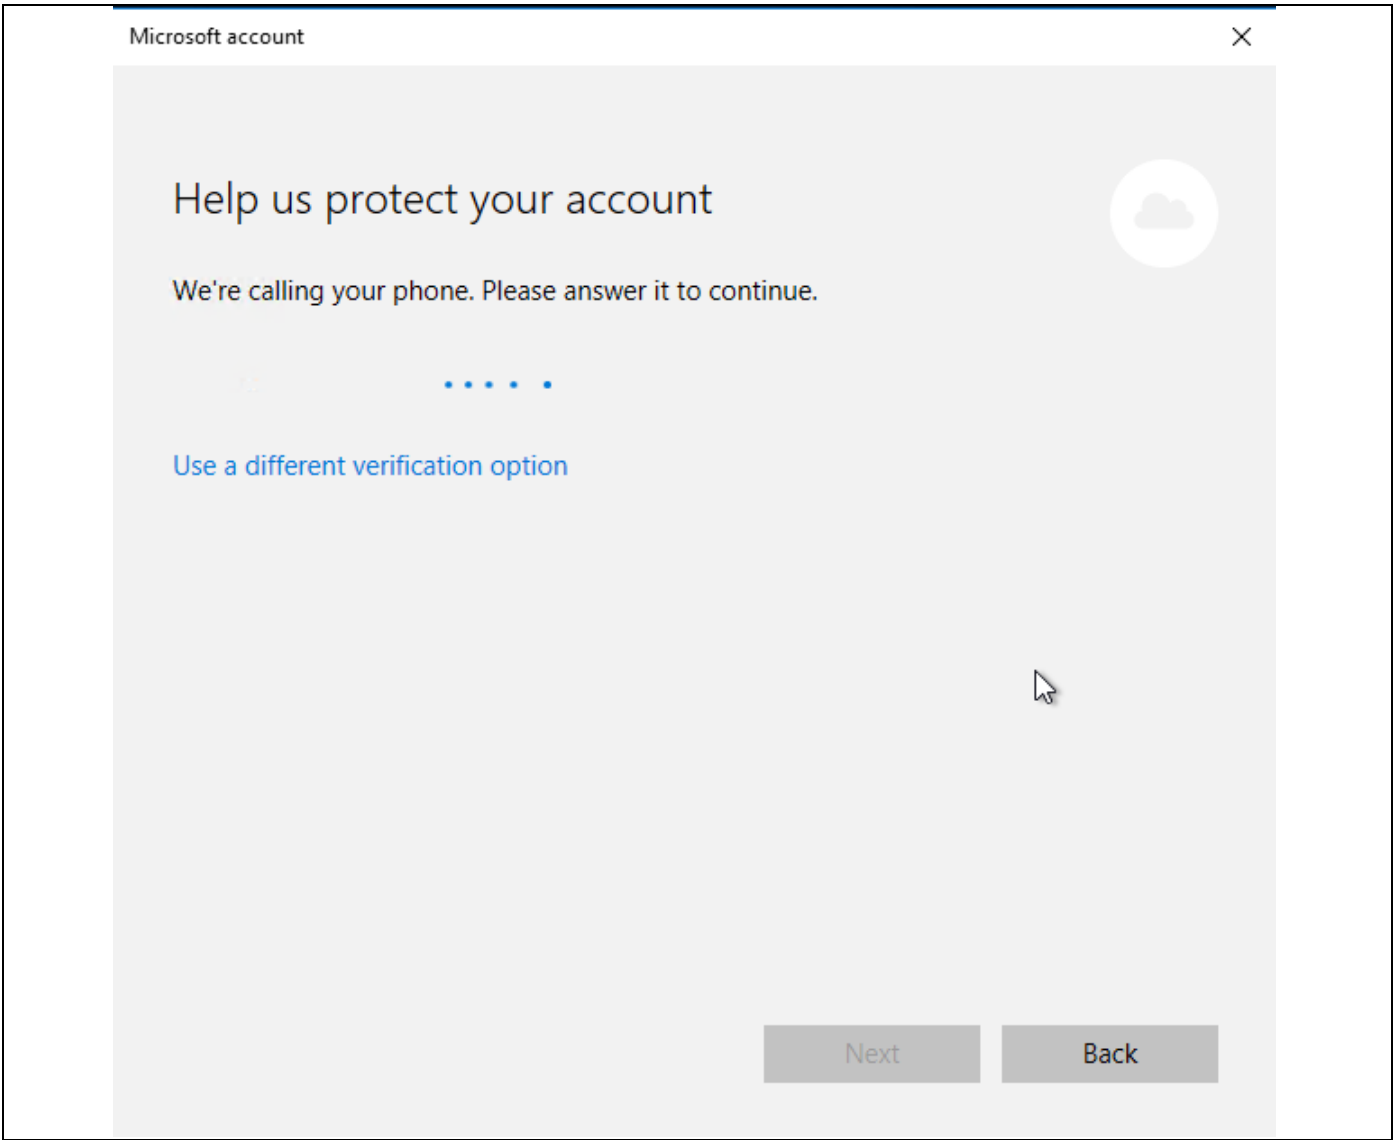 Microsoft account
Help us protect your account
We're calling your phone. Please answer it to continue.
Use a different verification option
Next
Back